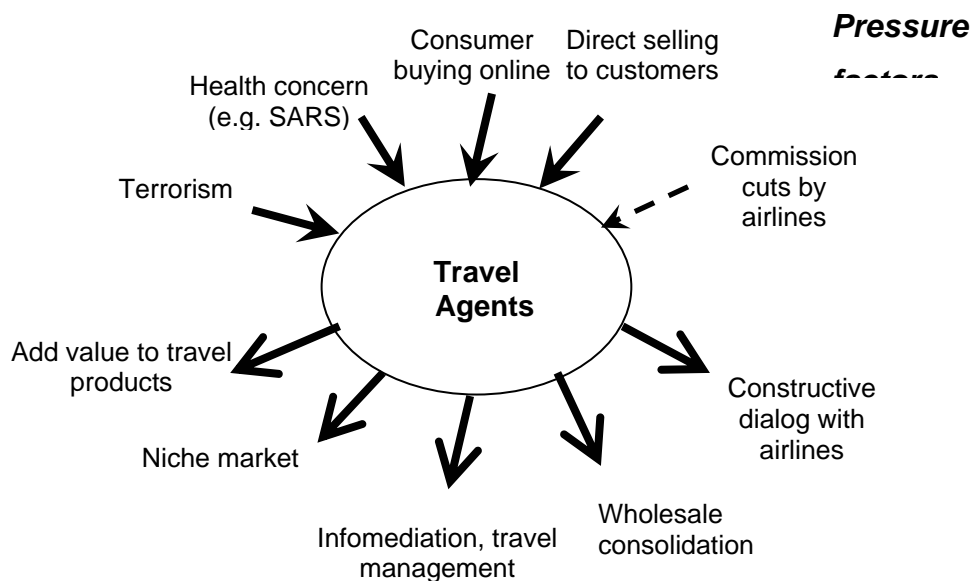 Pressure
Consumer
buying online
Direct selling
to customers
Health concern
(e.g. SARS)
Commission
cuts by
airlines
Terrorism
Travel
Agents
Add value to travel
products
Constructive
dialog with
airlines
Niche market
Wholesale
consolidation
Infomediation, travel
management